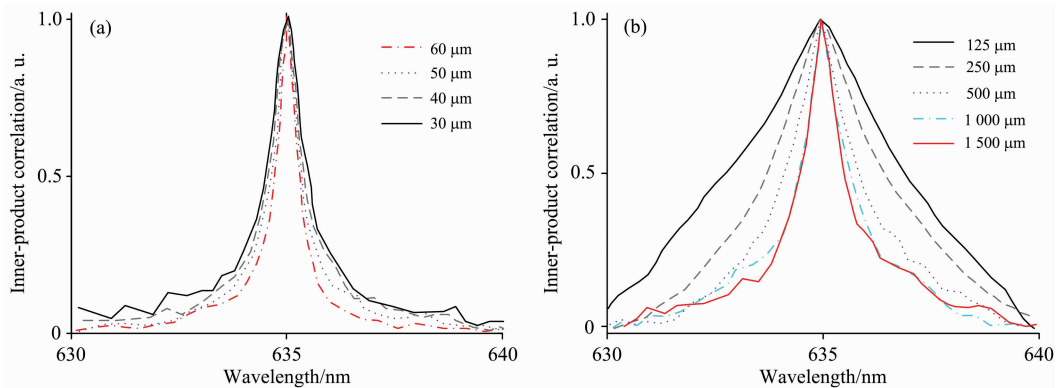 (a)
Inner-product correlation/a. u.
1.0
0.5
0
60 μm
50 μm
40 μm
30 μm
630
635
640
Wavelength/nm
(b)
Inner-product correlation/a. u.
1.0
0.5
0
125 μm
250 μm
500 μm
1 000 μm
1 500 μm
630
635
640
Wavelength/nm